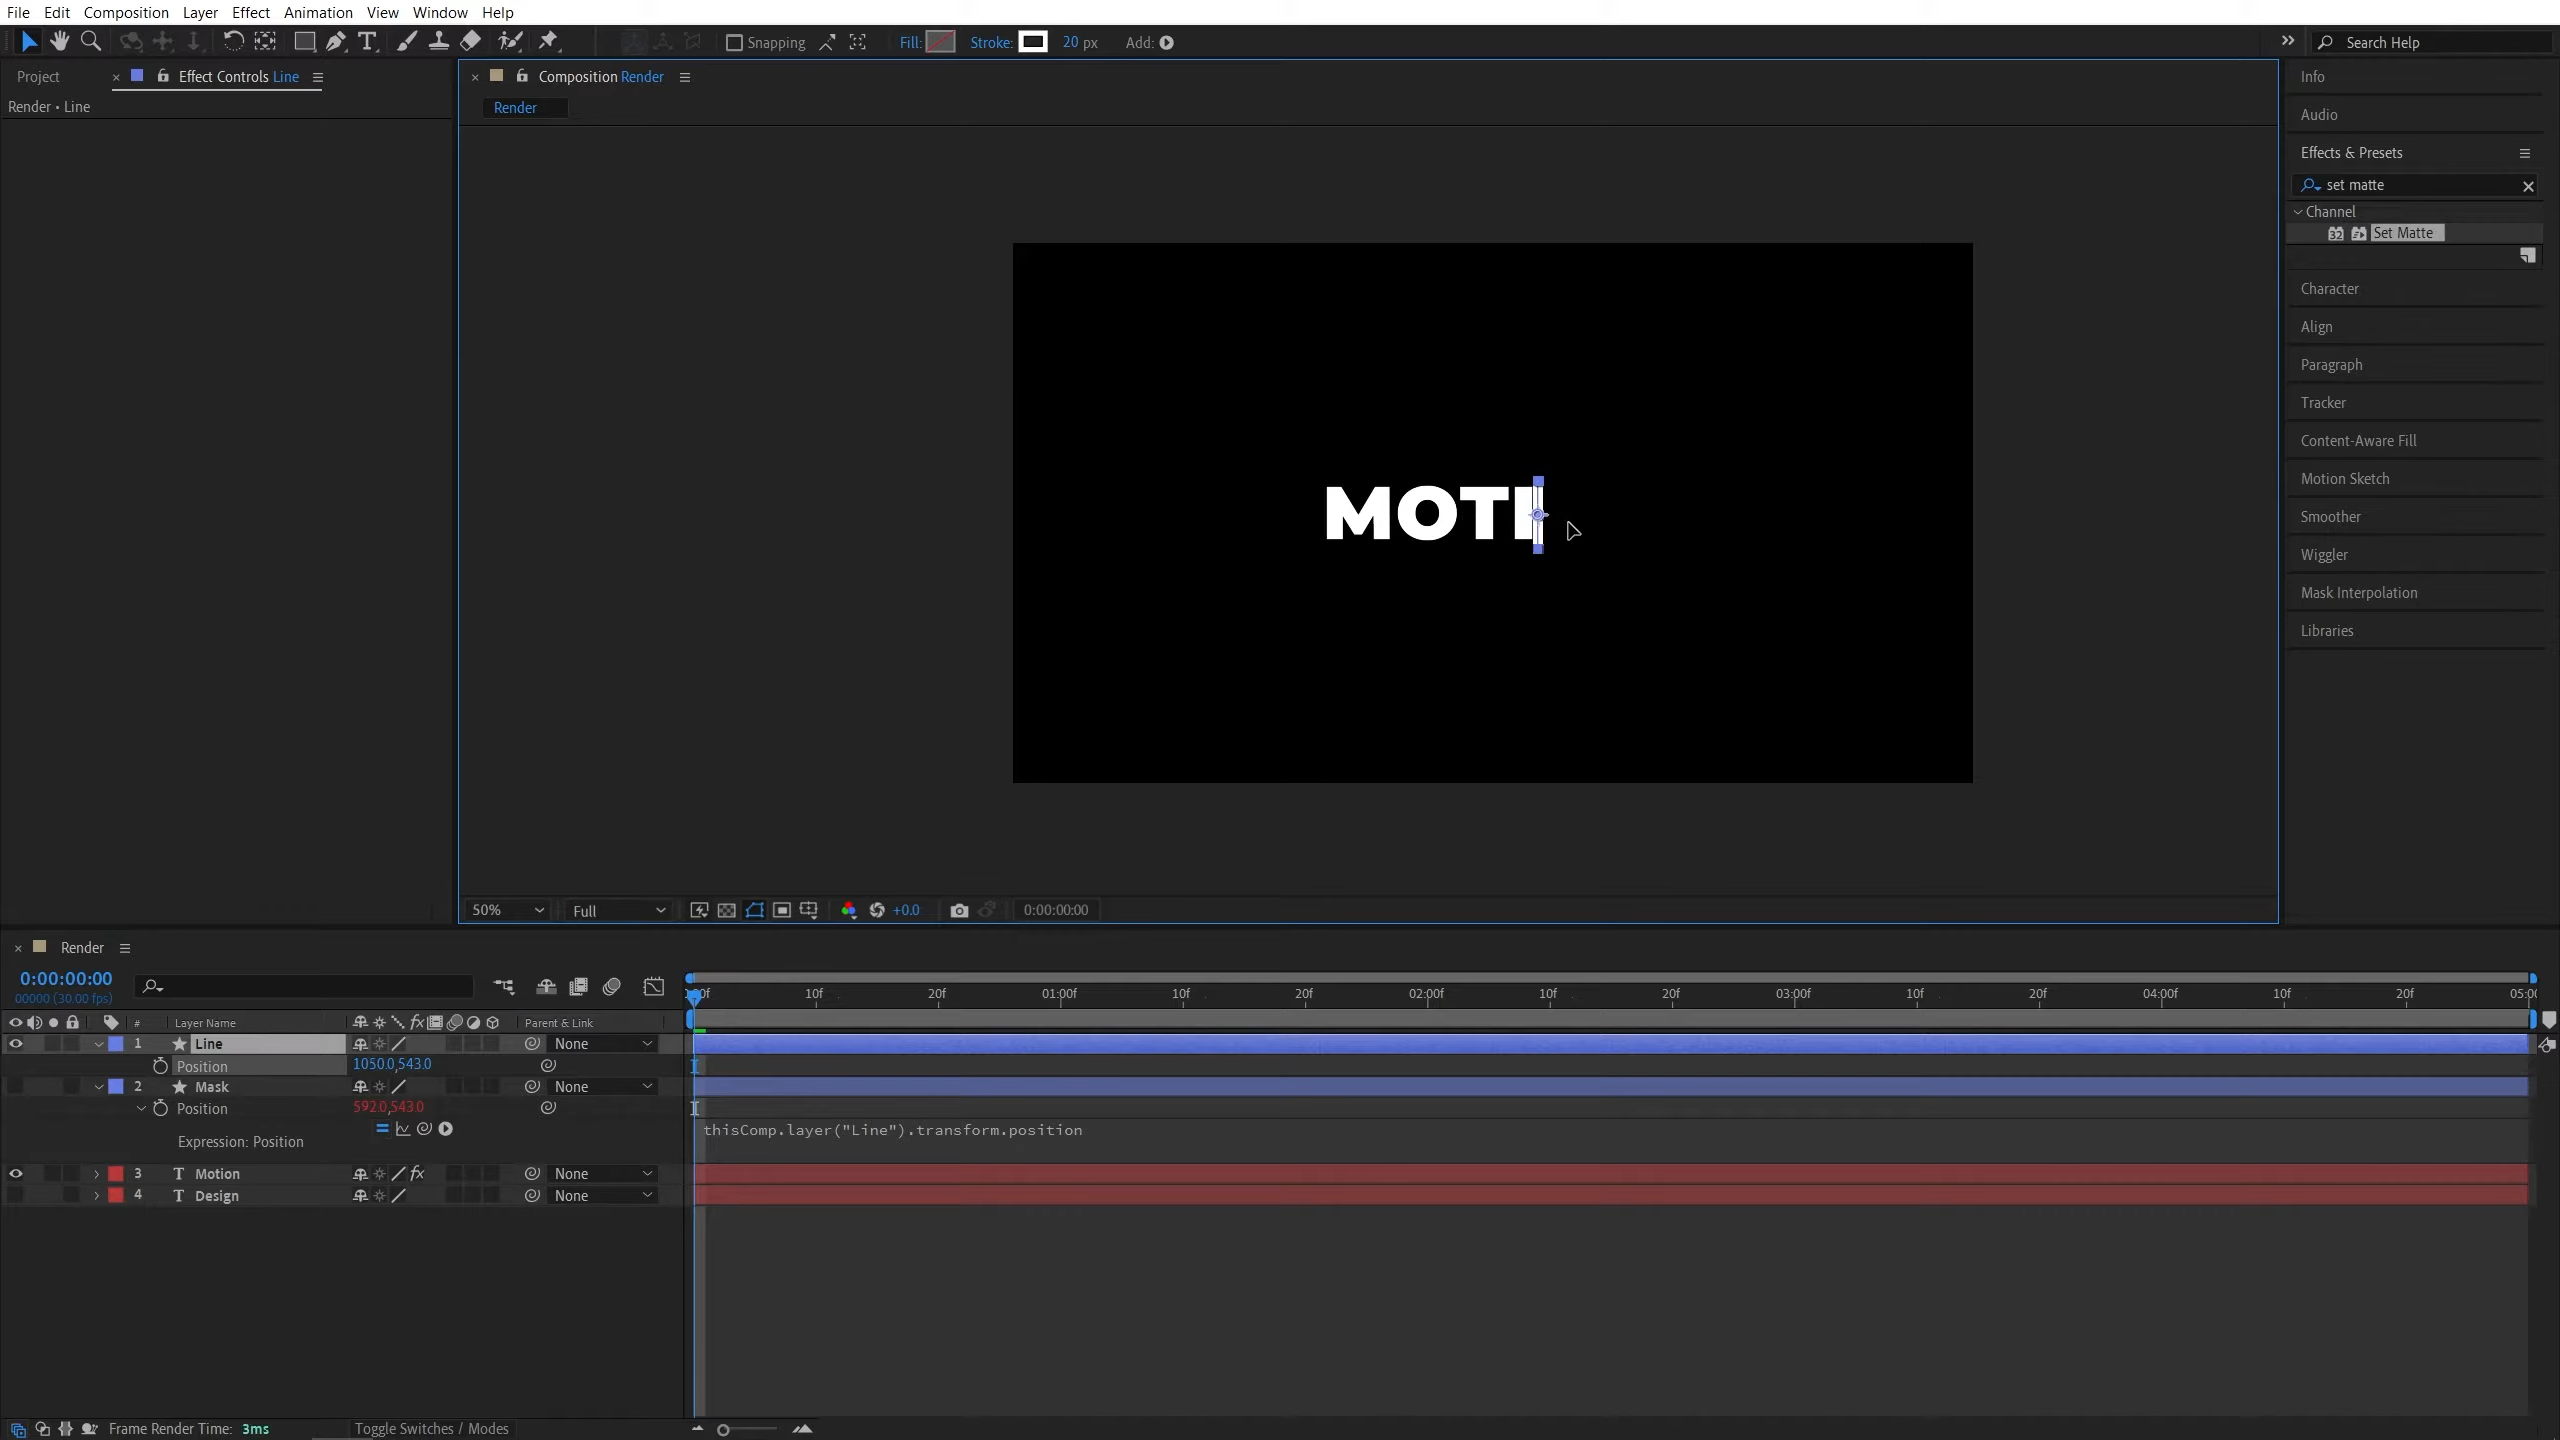 File Edit Composition Layer Effect Animation View Window Help
Snapping Fill: Stroke: 20 px Add: Search Help
Project Effect Controls Line
Render • Line
Composition Render
Render
MOTI
50% Full +0.0 0:00:00:00
Info
Audio
Effects & Presets
set matte
Channel
32 Set Matte
Character
Align
Paragraph
Tracker
Content-Aware Fill
Motion Sketch
Smoother
Wiggler
Mask Interpolation
Libraries
Render
0:00:00:00
00000 (30.00 fps)
10f 20f 01:00f 10f 20f 02:00f 10f 20f 03:00f 10f 20f 04:00f 10f 20f
# Layer Name fx Parent & Link
1 Line None
Position 1050.0,543.0
2 Mask None
Position 592.0,543.0
Expression: Position thisComp.layer("Line").transform.position
3 T Motion fx None
4 T Design None
Frame Render Time: 3ms Toggle Switches / Modes